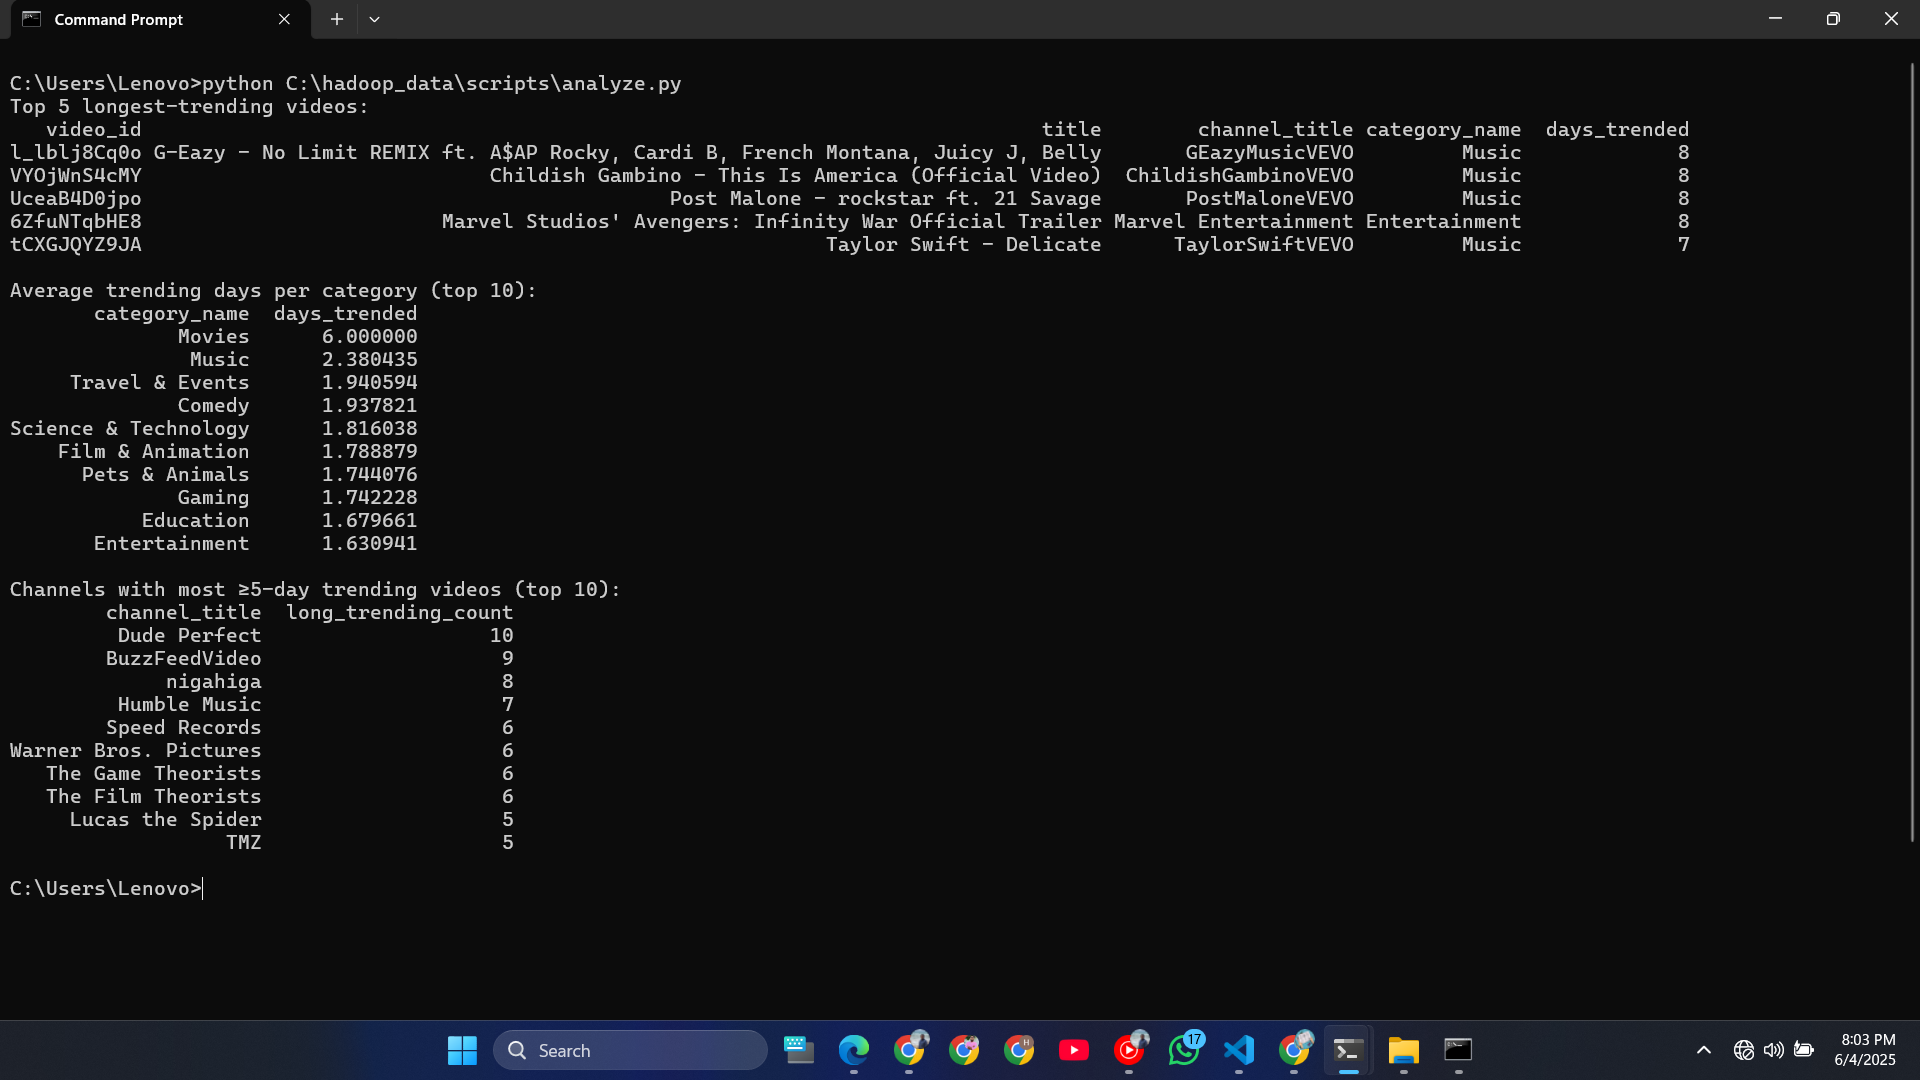 Command Prompt
C:\Users\Lenovo>python C:\hadoop_data\scripts\analyze.py
Top 5 longest-trending videos:
video_id title channel_title category_name days_trended
l_lblj8Cq0o G-Eazy - No Limit REMIX ft. A$AP Rocky, Cardi B, French Montana, Juicy J, Belly GEazyMusicVEVO Music 8
VYOjWnS4cMY Childish Gambino - This Is America (Official Video) ChildishGambinoVEVO Music 8
UceaB4D0jpo Post Malone - rockstar ft. 21 Savage PostMaloneVEVO Music 8
6ZfuNTqbHE8 Marvel Studios' Avengers: Infinity War Official Trailer Marvel Entertainment Entertainment 8
tCXGJQYZ9JA Taylor Swift - Delicate TaylorSwiftVEVO Music 7
Average trending days per category (top 10):
category_name days_trended
Movies 6.000000
Music 2.380435
Travel & Events 1.940594
Comedy 1.937821
Science & Technology 1.816038
Film & Animation 1.788879
Pets & Animals 1.744076
Gaming 1.742228
Education 1.679661
Entertainment 1.630941
Channels with most ≥5-day trending videos (top 10):
channel_title long_trending_count
Dude Perfect 10
BuzzFeedVideo 9
nigahiga 8
Humble Music 7
Speed Records 6
Warner Bros. Pictures 6
The Game Theorists 6
The Film Theorists 6
Lucas the Spider 5
TMZ 5
C:\Users\Lenovo>
Search
H
17
8:03 PM
6/4/2025